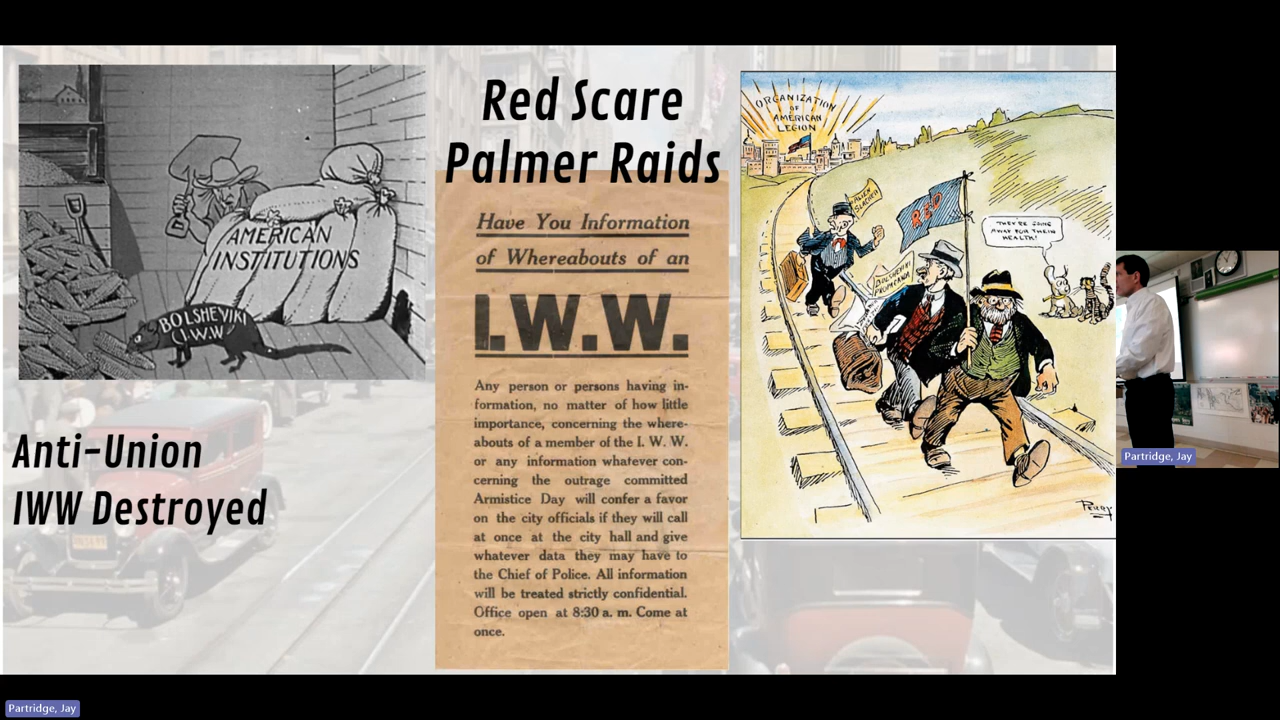 Red Scare
Palmer Raids
AMERICAN
INSTITUTIONS
BOLSHEVIKI
I.W.W.
Anti-Union
IWW Destroyed
Have You Information
of Whereabouts of an
I.W.W.
Any person or persons having in-
formation, no matter of how little
importance, concerning the where-
abouts of a member of the I. W. W.
or any information whatever con-
cerning the outrage committed
Armistice Day will confer a favor
on the city officials if they will call
at once at the city hall and give
whatever data they may have to
the Chief of Police. All information
will be treated strictly confidential.
Office open at 8:30 a. m. Come at
once.
ORGANIZATION
OF
AMERICAN
LEGION
ALIEN
SLACKER
RED
BOLSHEVIKI
PROPAGANDA
THEY'RE GOING
AWAY FOR THEIR
HEALTH!
Partridge, Jay
Partridge, Jay